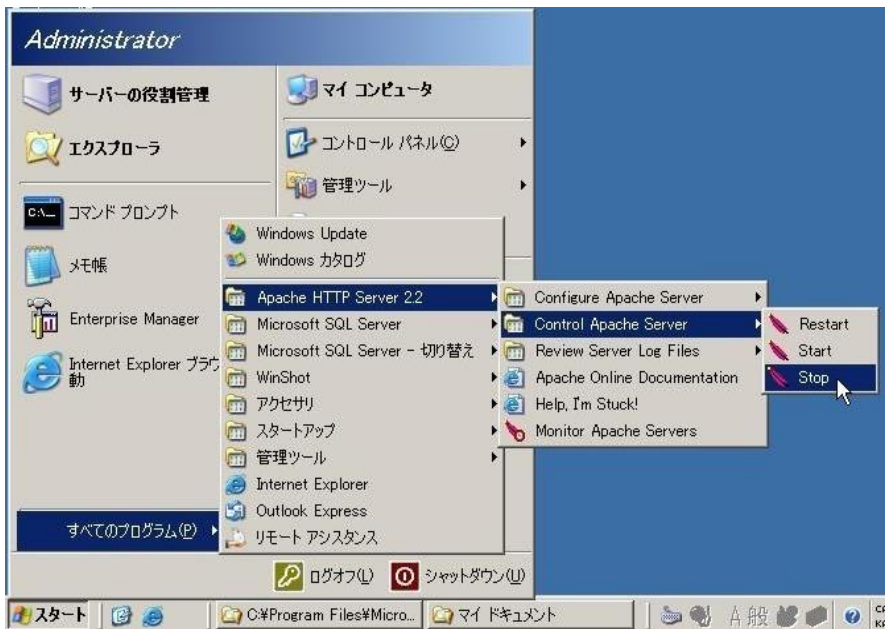 Administrator
サーバーの役割管理
エクスプローラ
コマンド プロンプト
メモ帳
Enterprise Manager
Internet Explorer ブラウ
動
すべてのプログラム(P)
マイ コンピュータ
コントロール パネル(C)
管理ツール
Windows Update
Windows カタログ
Apache HTTP Server 2.2
Microsoft SQL Server
Microsoft SQL Server - 切り替え
WinShot
アクセサリ
スタートアップ
管理ツール
Internet Explorer
Outlook Express
リモート アシスタンス
Configure Apache Server
Control Apache Server
Review Server Log Files
Apache Online Documentation
Help, I'm Stuck!
Monitor Apache Servers
Restart
Start
Stop
ログオフ(L)
シャットダウン(U)
スタート
C:¥Program Files¥Micro...
マイ ドキュメント
A 般